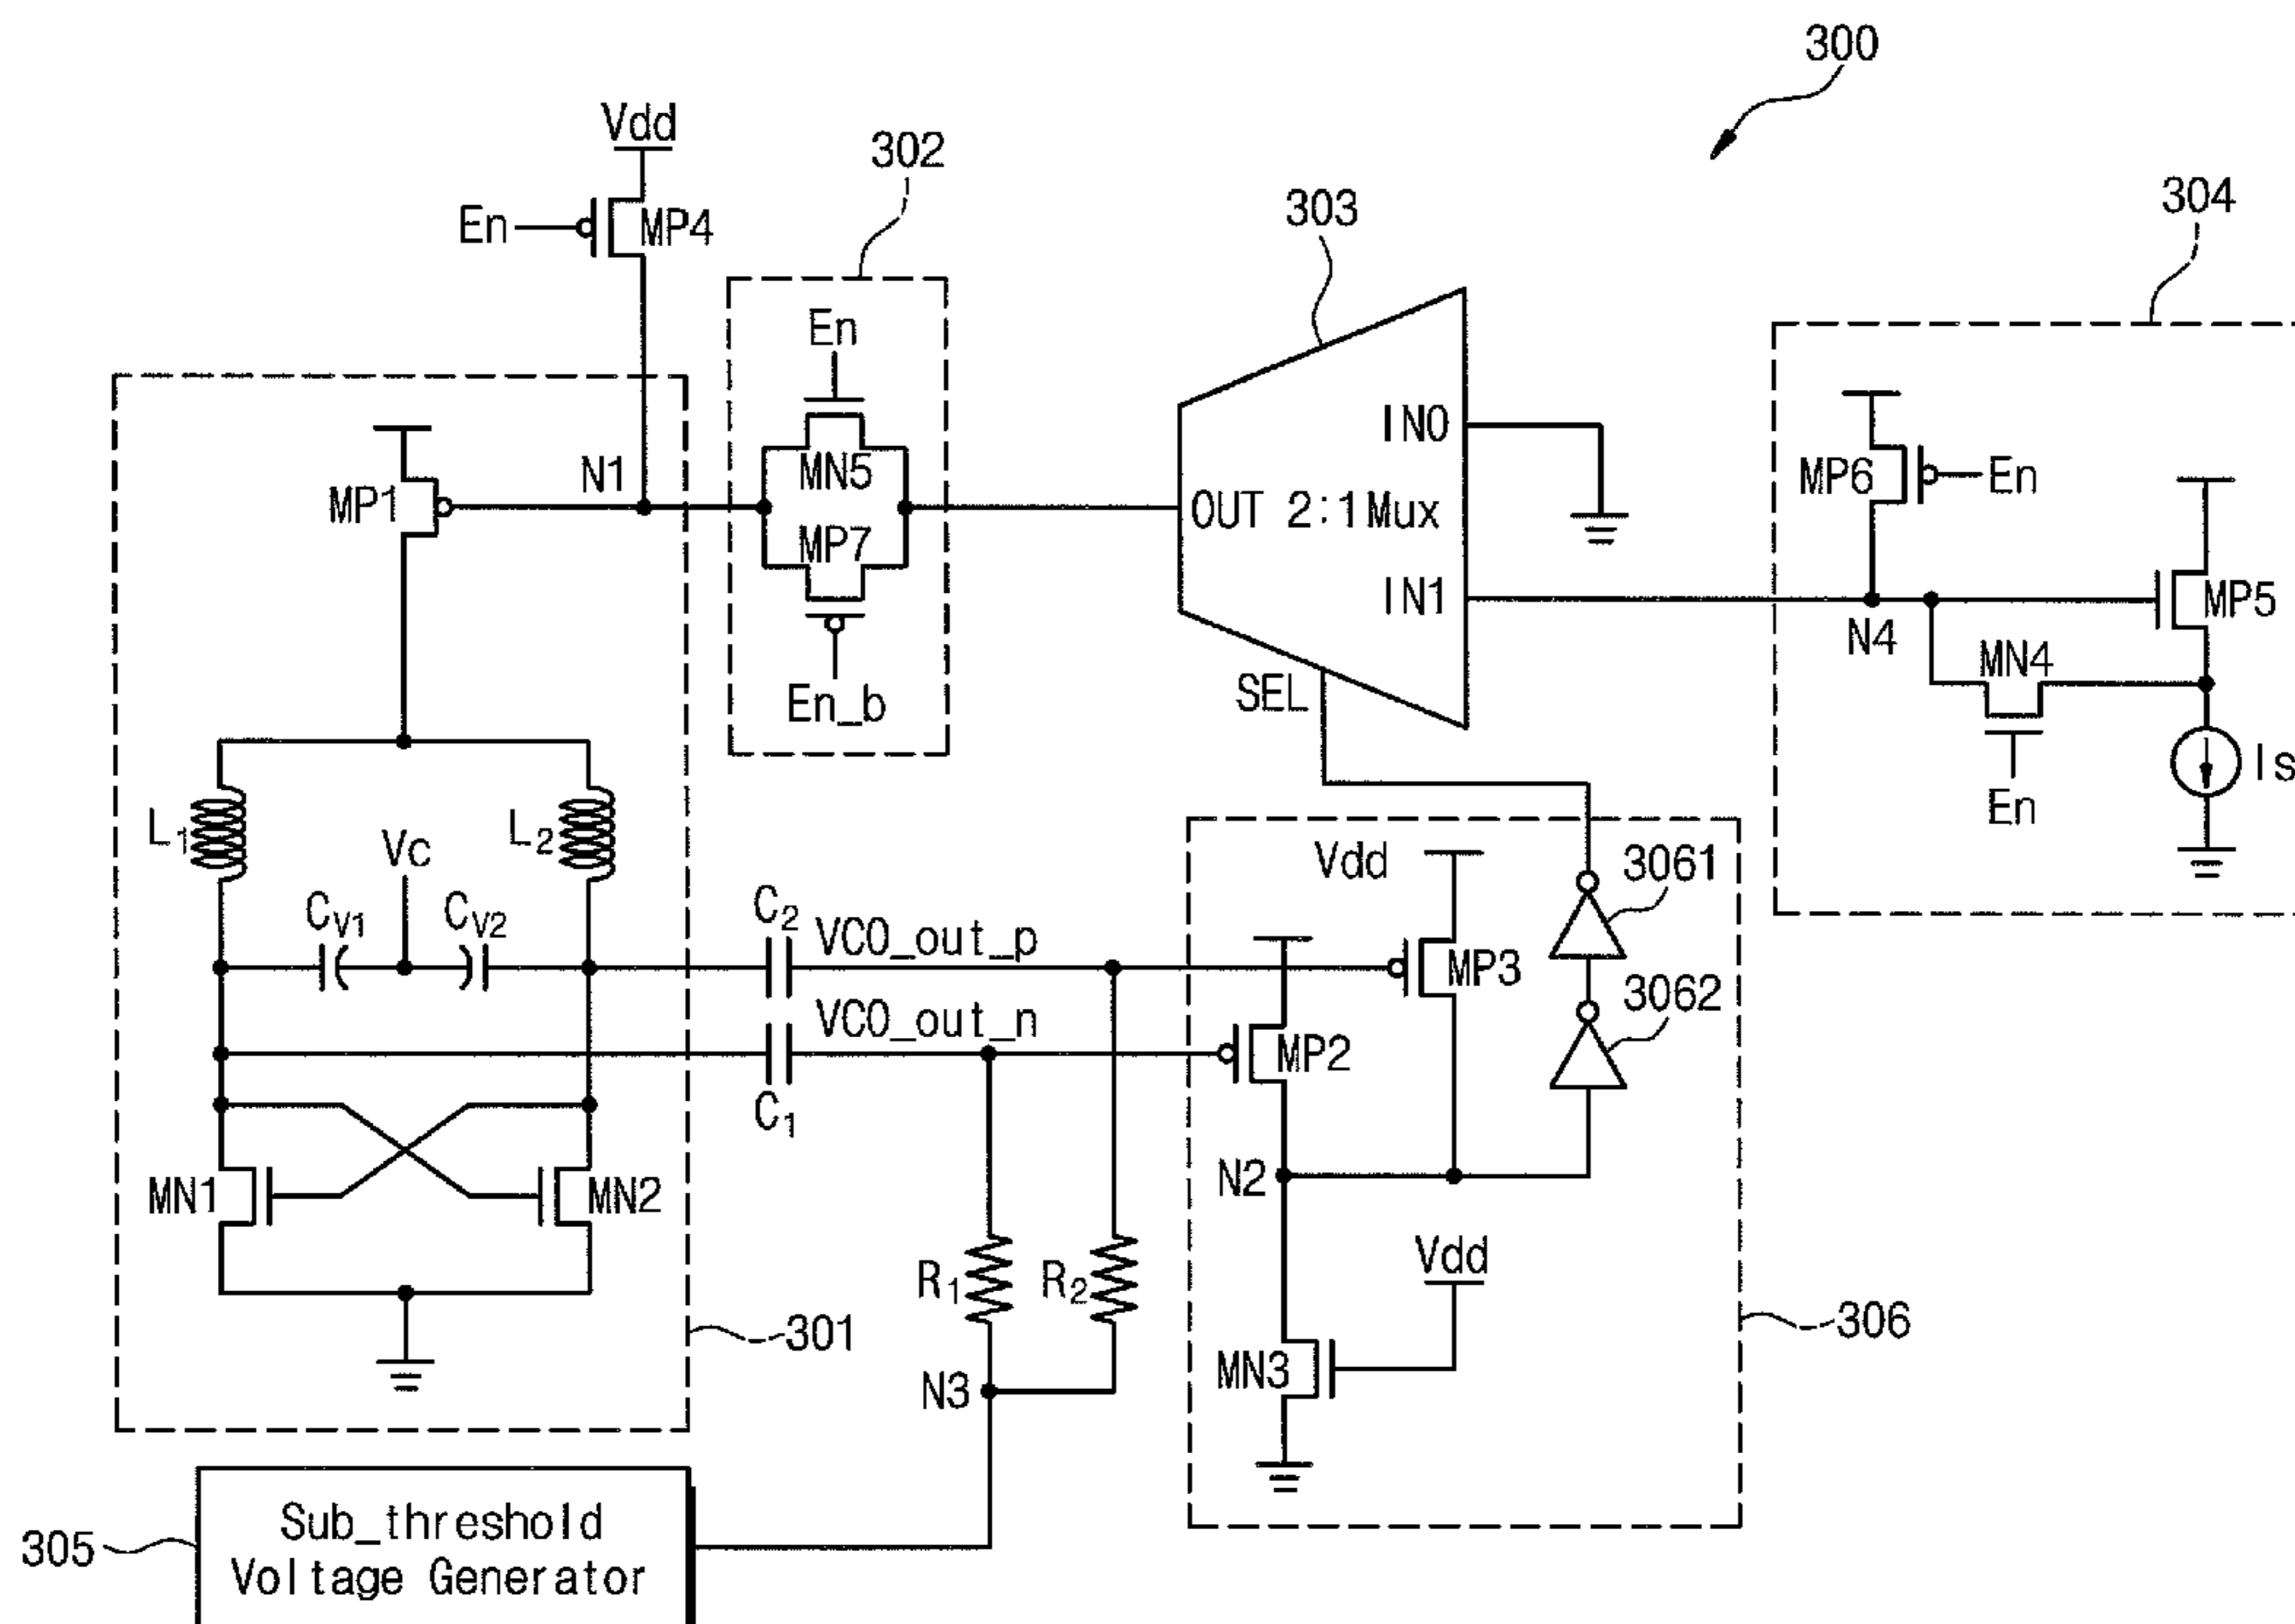 300
Vdd
302
En
MP4
303
304
En
MP1
N1
MN5
MP7
En_b
IN0
OUT 2:1Mux
IN1
SEL
MP6
En
MP5
N4
MN4
En
Is
L1
Vc
L2
CV1
CV2
C2
VCO_out_p
VCO_out_n
C1
Vdd
3061
MP3
3062
MP2
MN1
MN2
N2
R1
R2
Vdd
MN3
301
306
N3
305
Sub_threshold
Voltage Generator